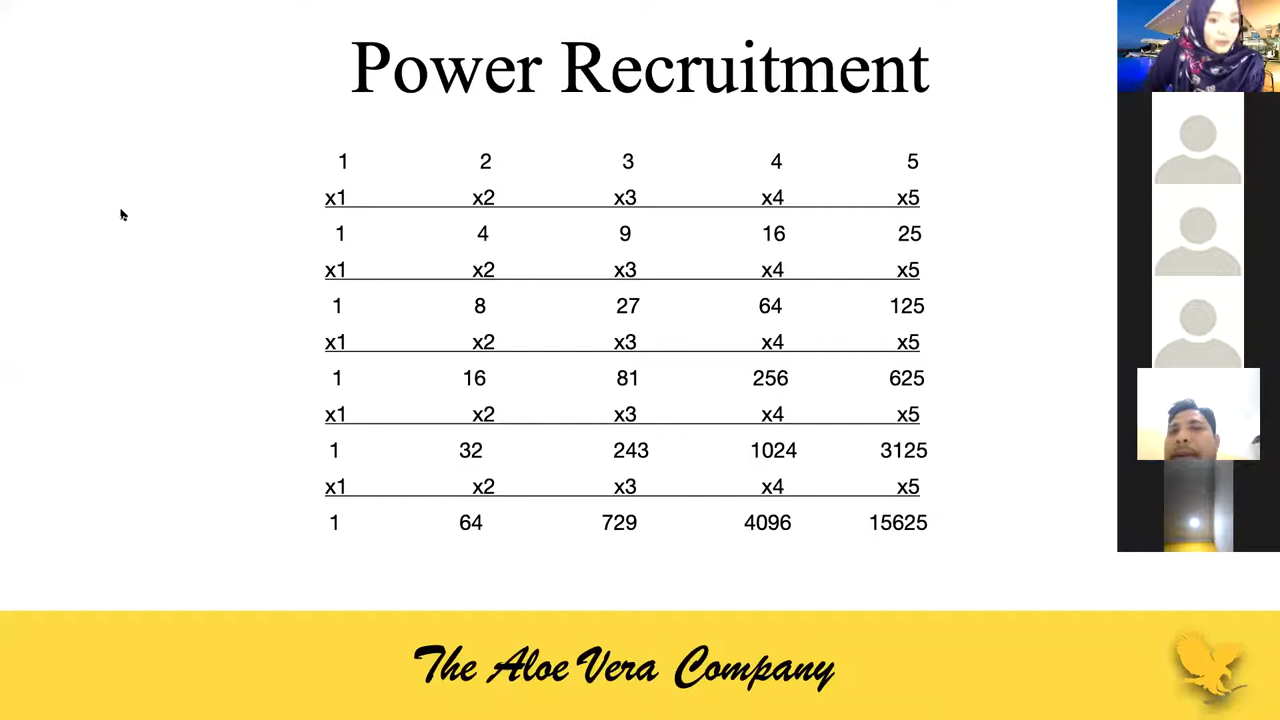 Power Recruitment
1 2 3 4 5
x1 x2 x3 x4 x5
1 4 9 16 25
x1 x2 x3 x4 x5
1 8 27 64 125
x1 x2 x3 x4 x5
1 16 81 256 625
x1 x2 x3 x4 x5
1 32 243 1024 3125
x1 x2 x3 x4 x5
1 64 729 4096 15625
The Aloe Vera Company